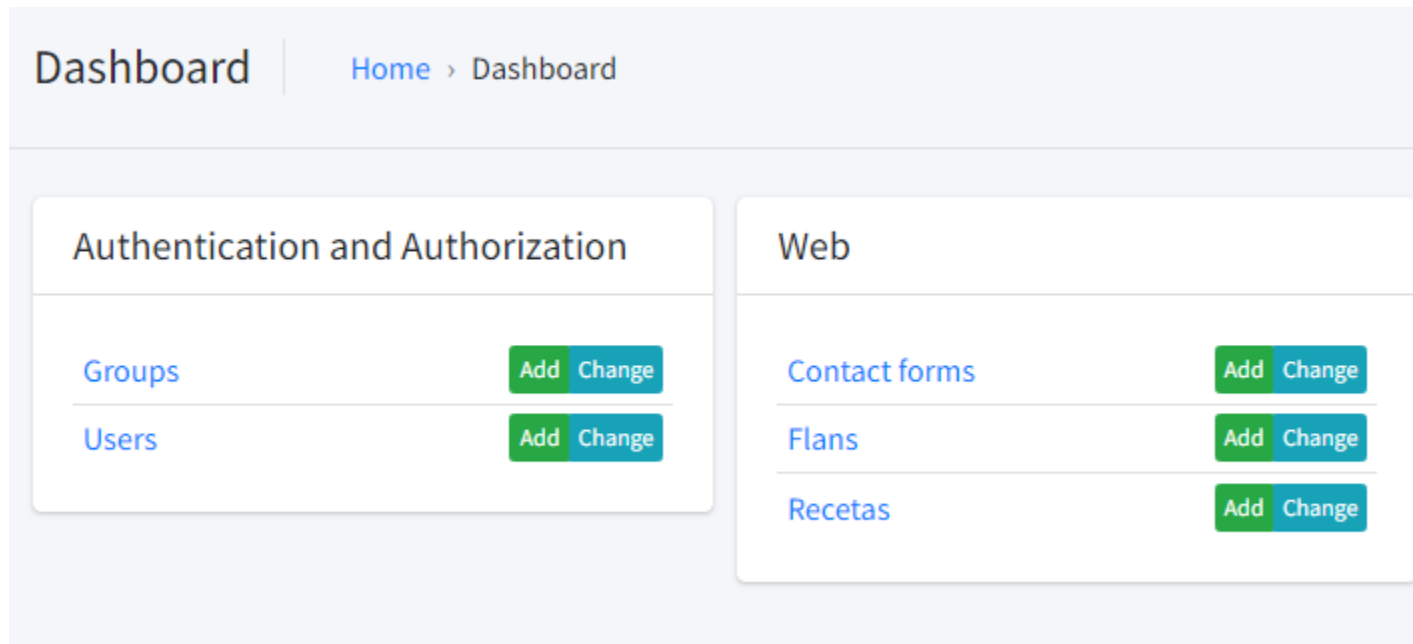 Dashboard Home › Dashboard
Authentication and Authorization
Groups Add Change
Users Add Change
Web
Contact forms Add Change
Flans Add Change
Recetas Add Change